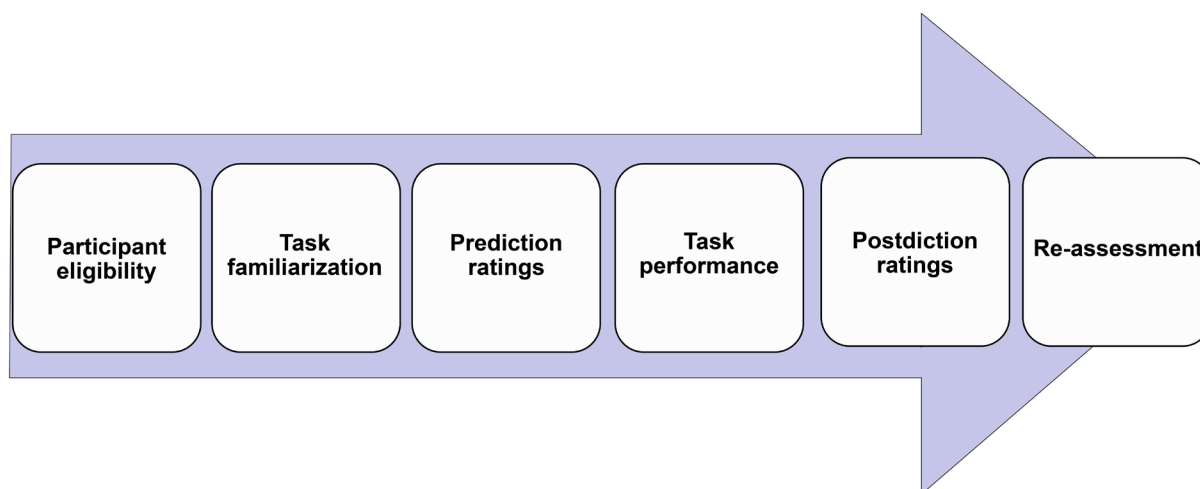 Participant
eligibility
Task
familiarization
Prediction
ratings
Task
performance
Postdiction
ratings
Re-assessment